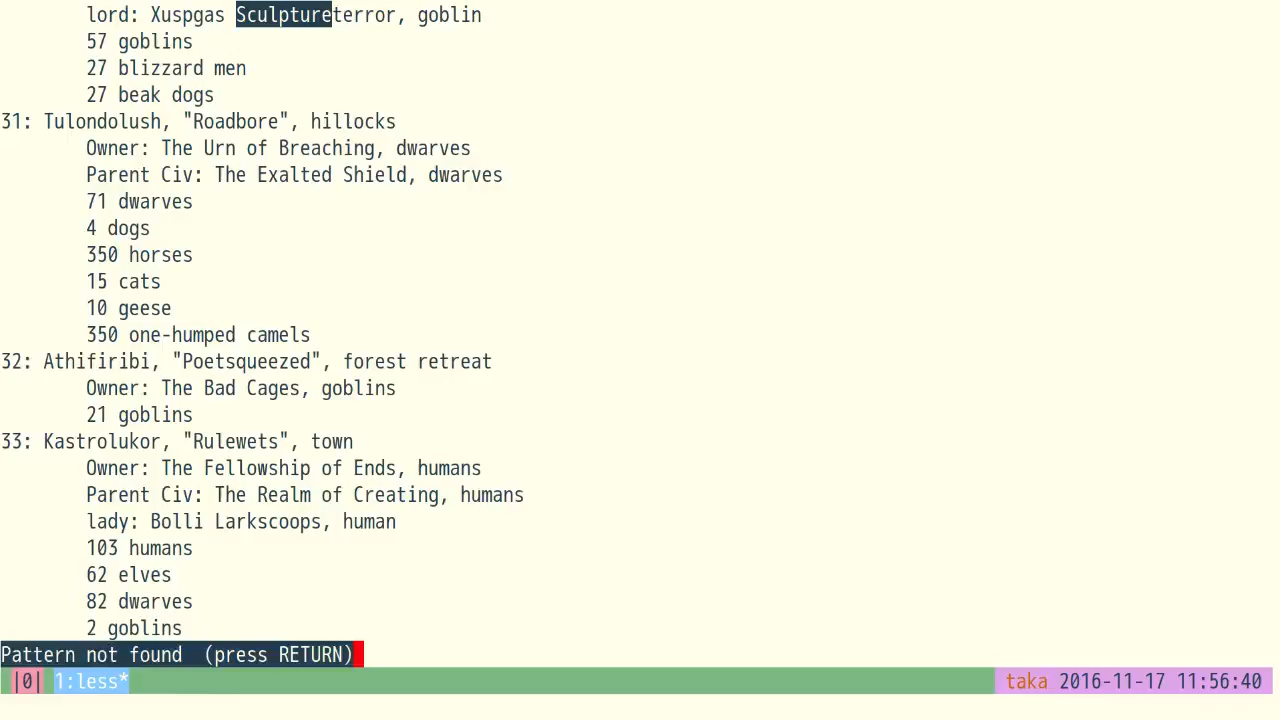 lord: Xuspgas Sculptureterror, goblin
57 goblins
27 blizzard men
27 beak dogs
31: Tulondolush, "Roadbore", hillocks
Owner: The Urn of Breaching, dwarves
Parent Civ: The Exalted Shield, dwarves
71 dwarves
4 dogs
350 horses
15 cats
10 geese
350 one-humped camels
32: Athifiribi, "Poetsqueezed", forest retreat
Owner: The Bad Cages, goblins
21 goblins
33: Kastrolukor, "Rulewets", town
Owner: The Fellowship of Ends, humans
Parent Civ: The Realm of Creating, humans
lady: Bolli Larkscoops, human
103 humans
62 elves
82 dwarves
2 goblins
Pattern not found  (press RETURN)
|0| 1:less* taka 2016-11-17 11:56:40